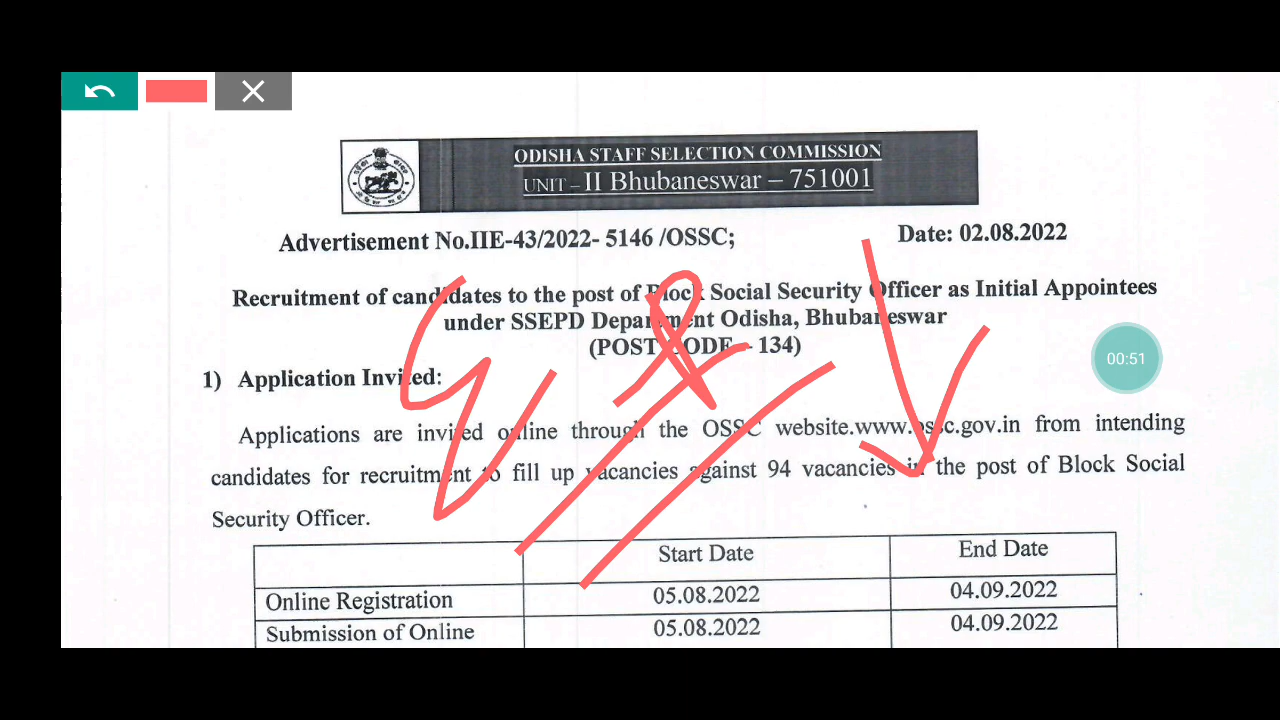 ODISHA STAFF SELECTION COMMISSION
UNIT – II Bhubaneswar – 751001
Advertisement No.IIE-43/2022- 5146 /OSSC; Date: 02.08.2022
Recruitment of candidates to the post of Block Social Security Officer as Initial Appointees
under SSEPD Department Odisha, Bhubaneswar
(POST CODE – 134)
00:51
1) Application Invited:
Applications are invited online through the OSSC website.www.ossc.gov.in from intending
candidates for recruitment to fill up vacancies against 94 vacancies in the post of Block Social
Security Officer.
Start Date End Date
Online Registration 05.08.2022 04.09.2022
Submission of Online 05.08.2022 04.09.2022